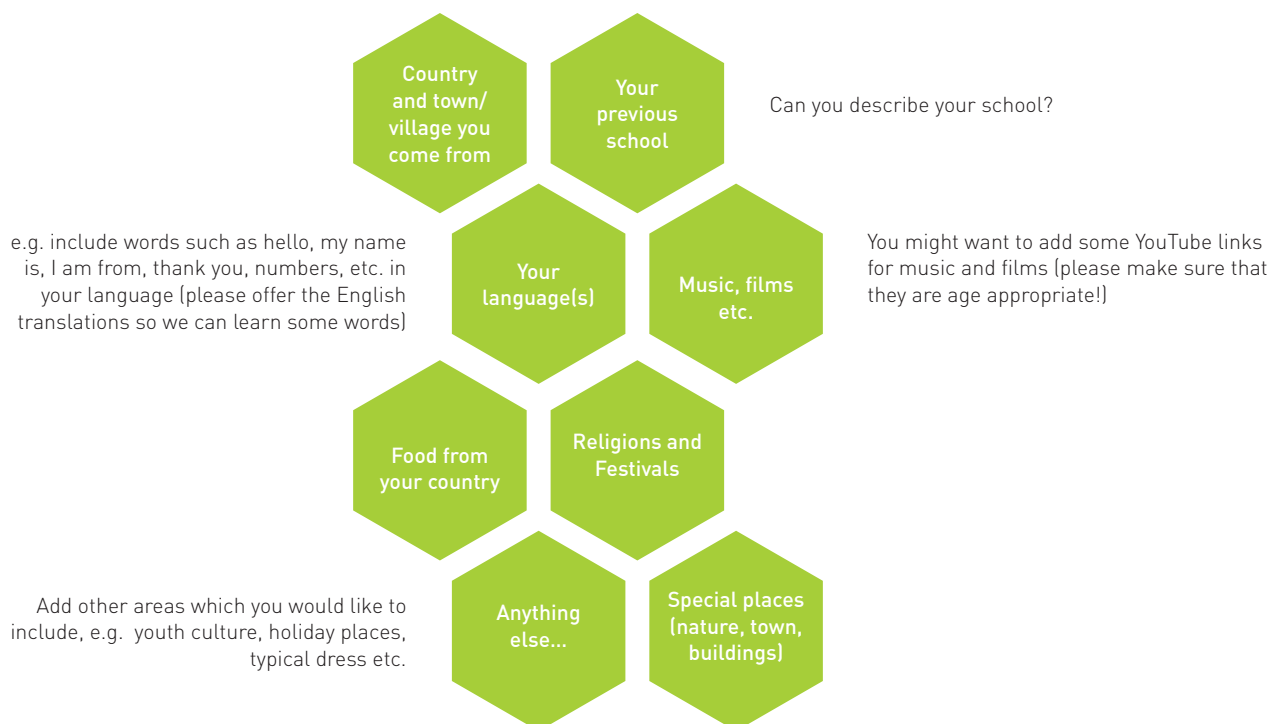 Country
and town/
village you
come from
Your
previous
school
Can you describe your school?
e.g. include words such as hello, my name
is, I am from, thank you, numbers, etc. in
your language (please offer the English
translations so we can learn some words)
Your
language(s)
Music, films
etc.
You might want to add some YouTube links
for music and films (please make sure that
they are age appropriate!)
Food from
your country
Religions and
Festivals
Add other areas which you would like to
include, e.g.  youth culture, holiday places,
typical dress etc.
Anything
else...
Special places
(nature, town,
buildings)